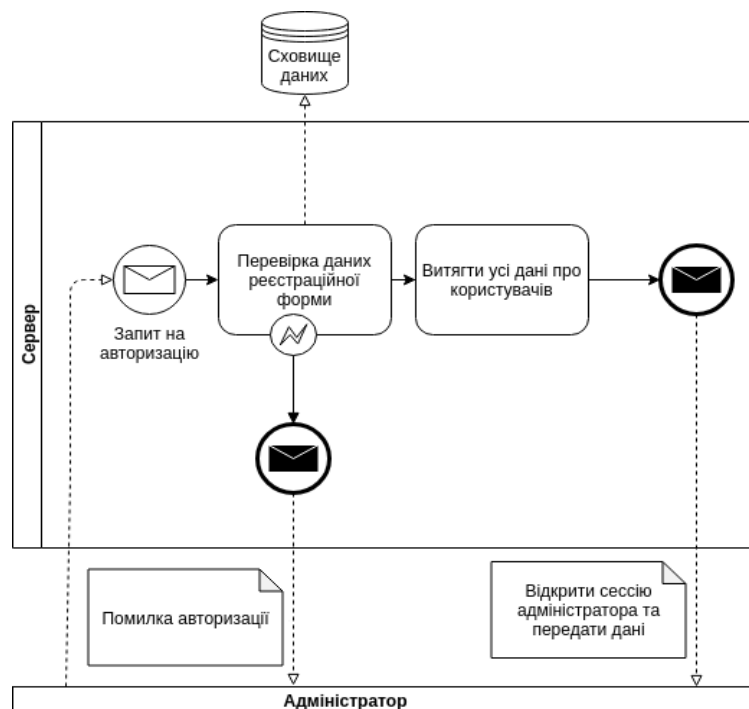 Сховище
даних
Сервер
Запит на
авторизацію
Перевірка даних
реєстраційної
форми
Витягти усі дані про
користувачів
Помилка авторизації
Відкрити сессію
адміністратора та
передати дані
Адміністратор